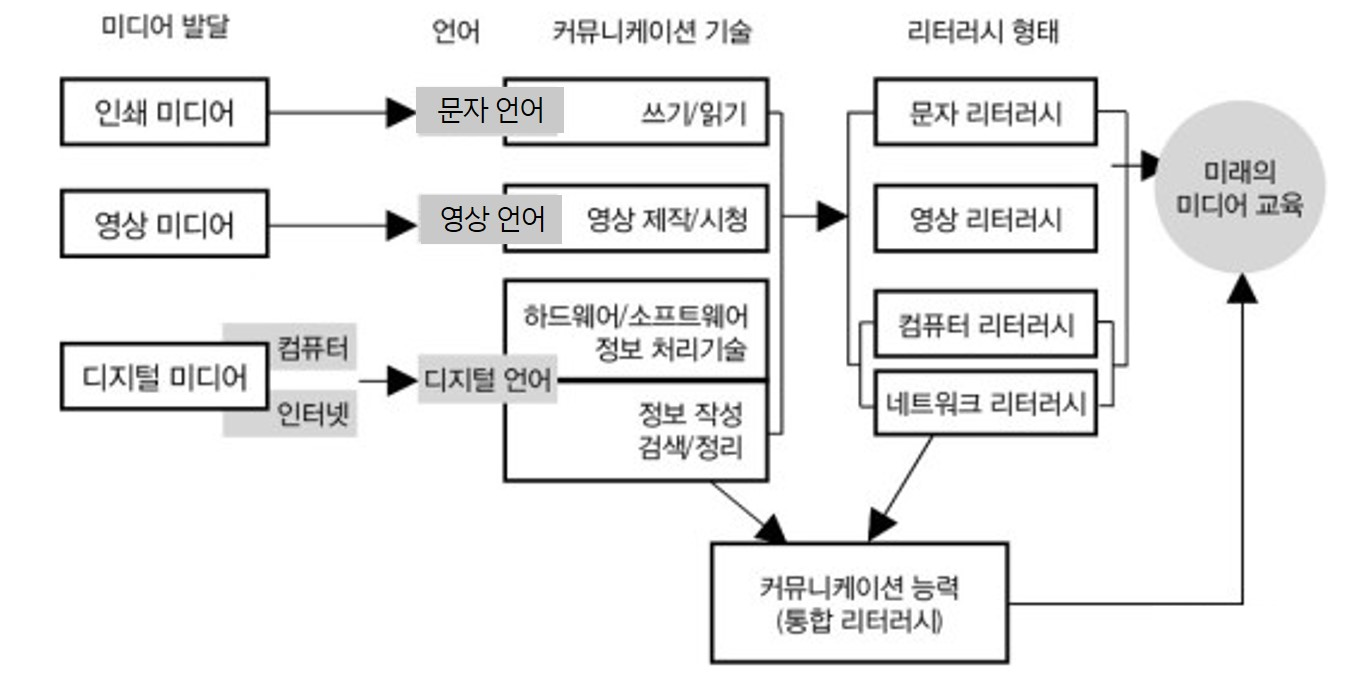 미디어 발달
언어
커뮤니케이션 기술
리터러시 형태
인쇄 미디어
문자 언어
쓰기/읽기
문자 리터러시
영상 미디어
영상 언어
영상 제작/시청
영상 리터러시
미래의
미디어 교육
디지털 미디어
컴퓨터
인터넷
디지털 언어
하드웨어/소프트웨어
정보 처리기술
정보 작성
검색/정리
컴퓨터 리터러시
네트워크 리터러시
커뮤니케이션 능력
(통합 리터러시)